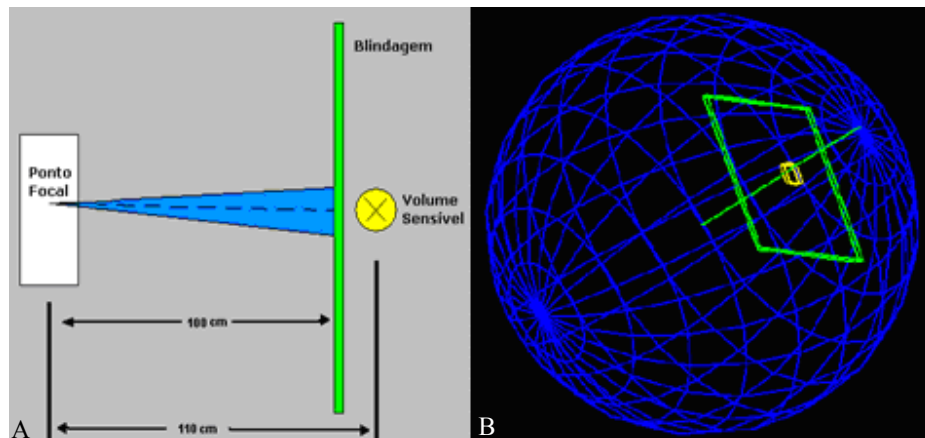 Blindagem
Ponto
Focal
Volume
Sensível
100 cm
110 cm
A
B